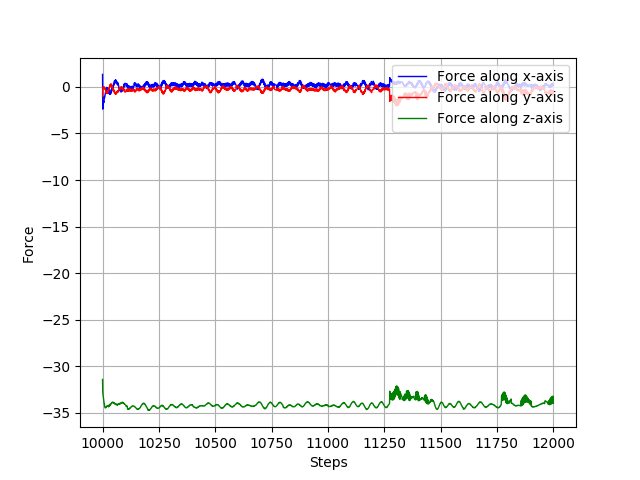 Force along x-axis
Force along y-axis
Force along z-axis
0
−5
−10
−15
−20
−25
−30
−35
Force
10000 10250 10500 10750 11000 11250 11500 11750 12000
Steps